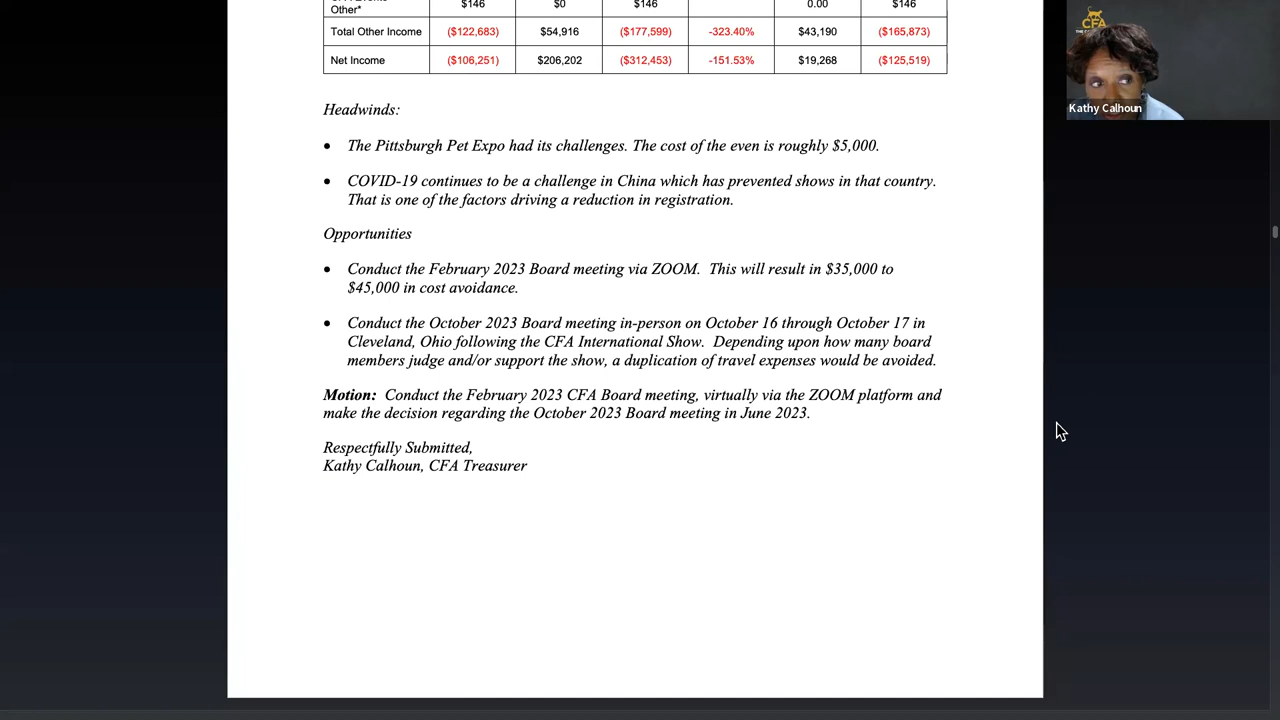 Other* $146 $0 $146 0.00 $146
Total Other Income ($122,683) $54,916 ($177,599) -323.40% $43,190 ($165,873)
Net Income ($106,251) $206,202 ($312,453) -151.53% $19,268 ($125,519)
Headwinds:
• The Pittsburgh Pet Expo had its challenges. The cost of the even is roughly $5,000.
• COVID-19 continues to be a challenge in China which has prevented shows in that country.
That is one of the factors driving a reduction in registration.
Opportunities
• Conduct the February 2023 Board meeting via ZOOM. This will result in $35,000 to
$45,000 in cost avoidance.
• Conduct the October 2023 Board meeting in-person on October 16 through October 17 in
Cleveland, Ohio following the CFA International Show. Depending upon how many board
members judge and/or support the show, a duplication of travel expenses would be avoided.
Motion: Conduct the February 2023 CFA Board meeting, virtually via the ZOOM platform and
make the decision regarding the October 2023 Board meeting in June 2023.
Respectfully Submitted,
Kathy Calhoun, CFA Treasurer
CFA
Kathy Calhoun